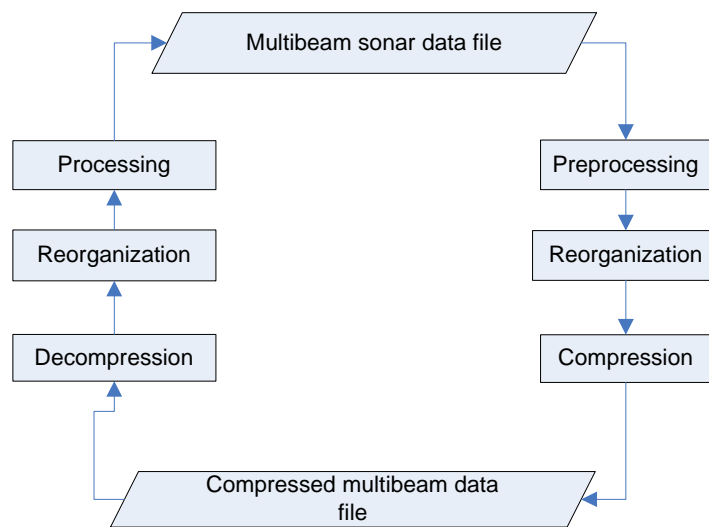 Multibeam sonar data file
Processing
Preprocessing
Reorganization
Reorganization
Decompression
Compression
Compressed multibeam data
file